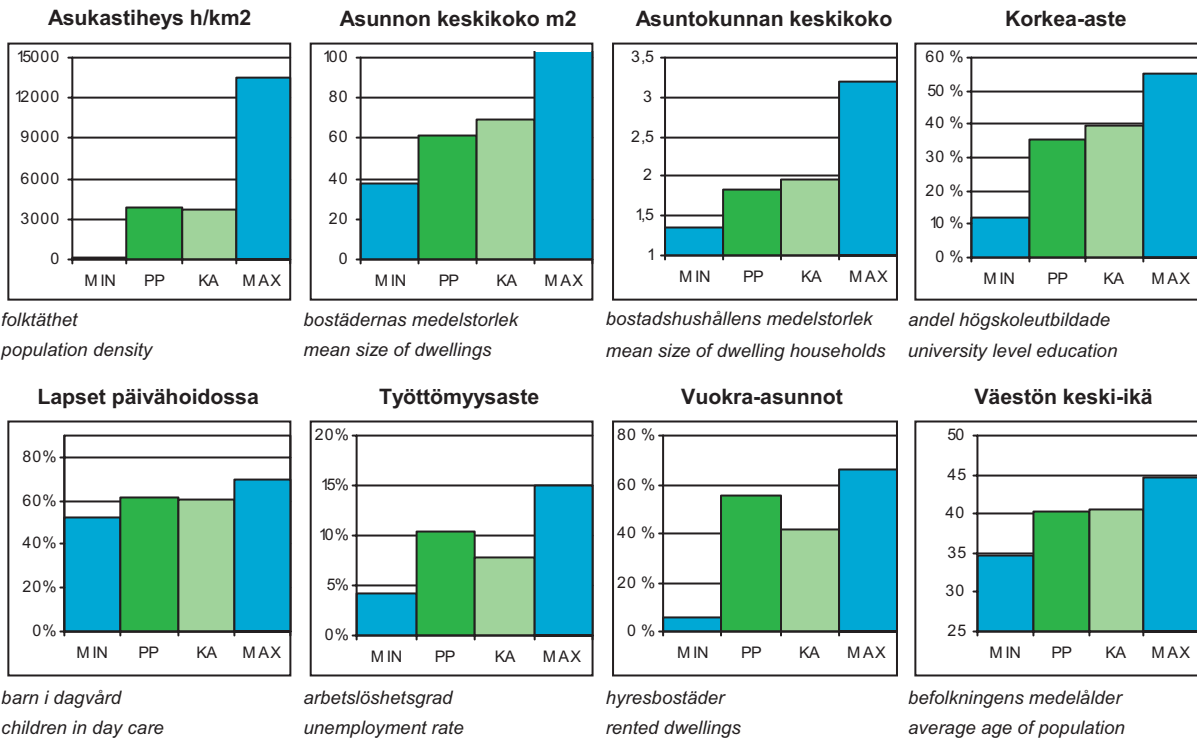 Asukastiheys h/km2
15000
12000
9000
6000
3000
0
MIN PP KA MAX
folktäthet
population density
Asunnon keskikoko m2
100
80
60
40
20
0
MIN PP KA MAX
bostädernas medelstorlek
mean size of dwellings
Asuntokunnan keskikoko
3,5
3
2,5
2
1,5
1
MIN PP KA MAX
bostadshushållens medelstorlek
mean size of dwelling households
Korkea-aste
60 %
50 %
40 %
30 %
20 %
10 %
0 %
MIN PP KA MAX
andel högskoleutbildade
university level education
Lapset päivähoidossa
80%
60%
40%
20%
0%
MIN PP KA MAX
barn i dagvård
children in day care
Työttömyysaste
20%
15%
10%
5%
0%
MIN PP KA MAX
arbetslöshetsgrad
unemployment rate
Vuokra-asunnot
80 %
60 %
40 %
20 %
0 %
MIN PP KA MAX
hyresbostäder
rented dwellings
Väestön keski-ikä
50
45
40
35
30
25
MIN PP KA MAX
befolkningens medelålder
average age of population